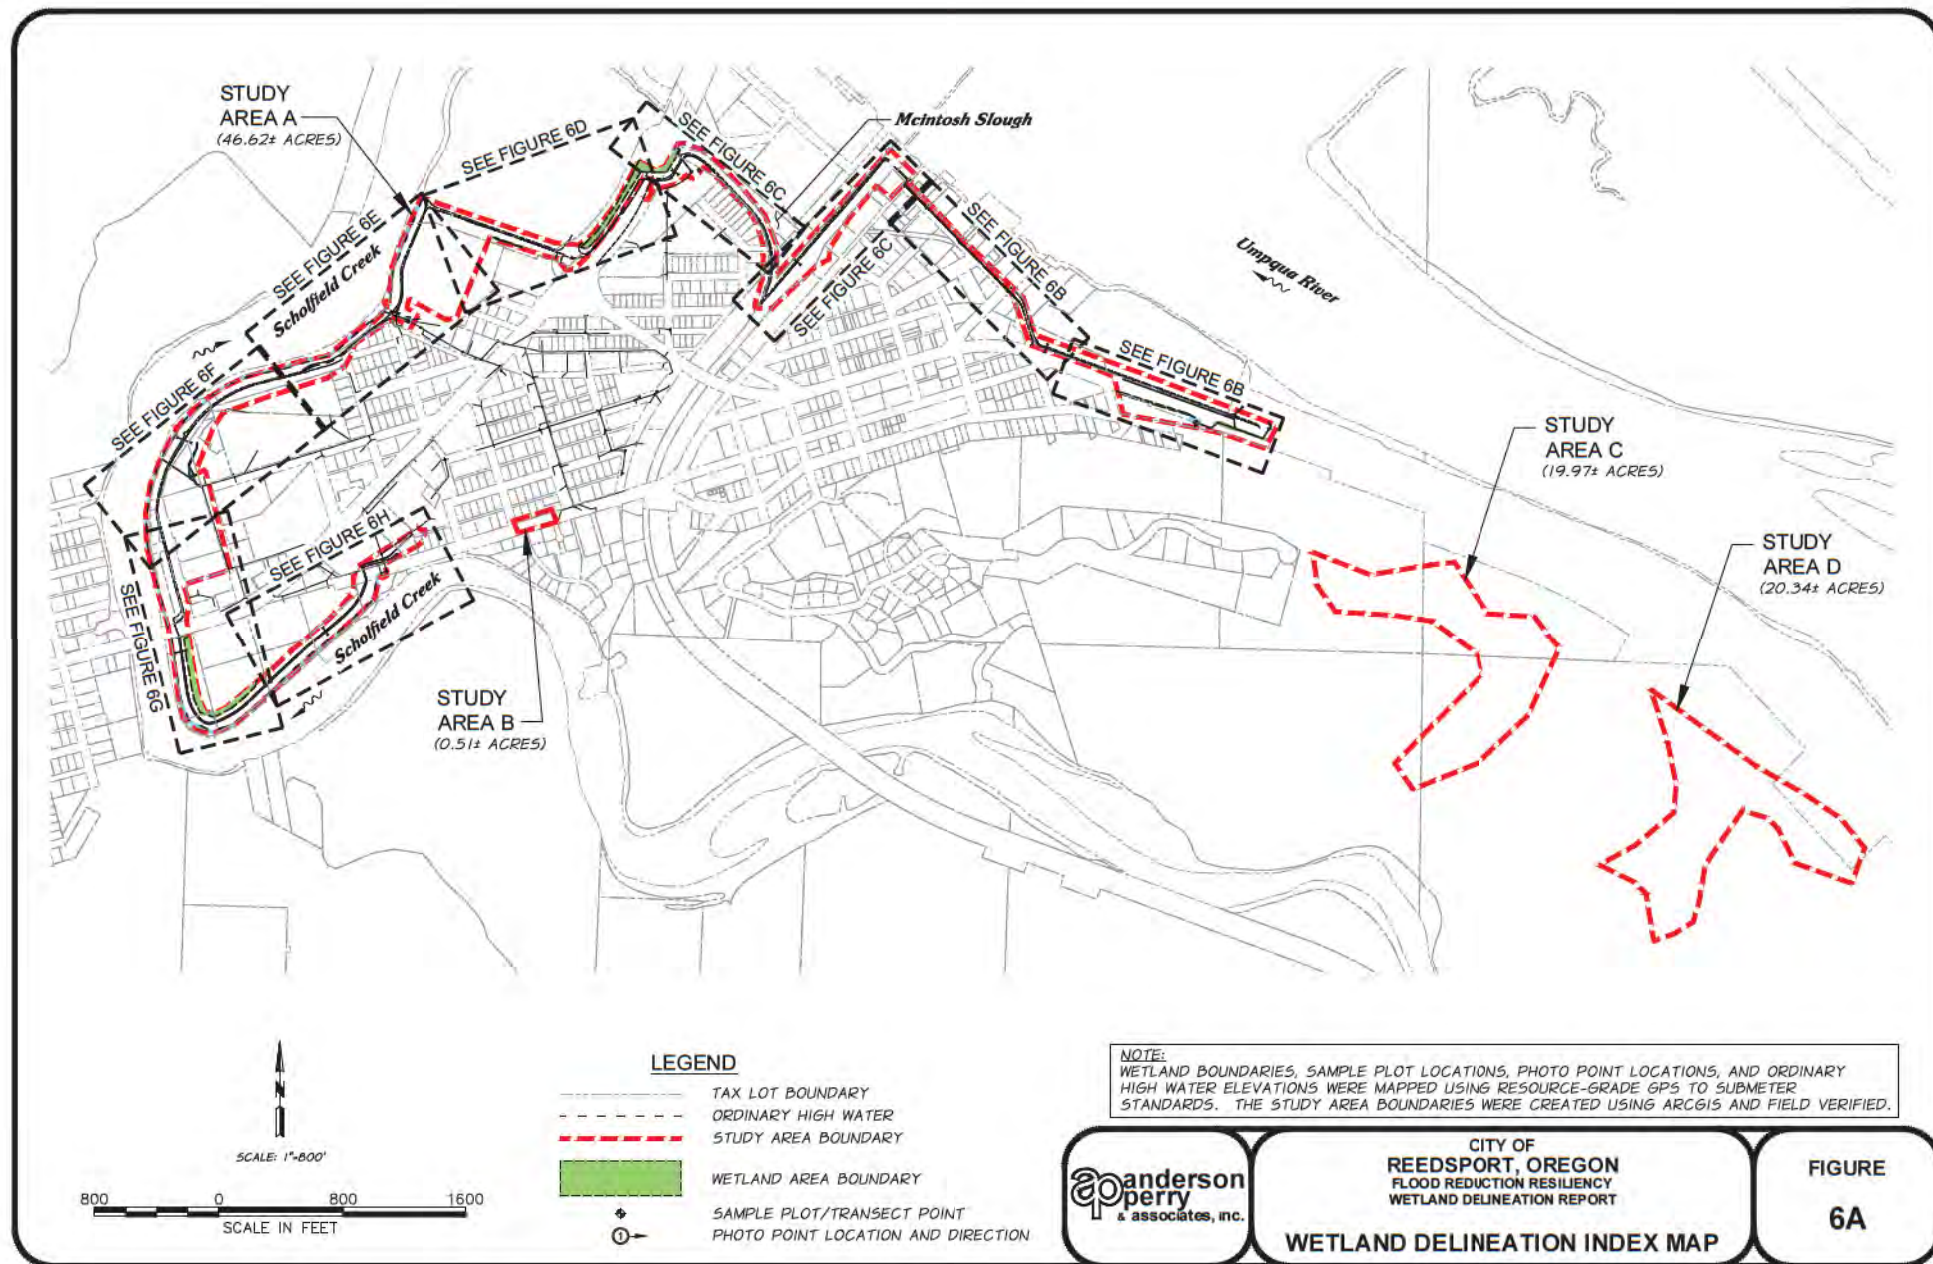 STUDY
AREA A
(46.62± ACRES)
SEE FIGURE 6D
SEE FIGURE 6C
Mcintosh Slough
SEE FIGURE 6E
Scholfield Creek
SEE FIGURE 6C
SEE FIGURE 6B
Umpqua River
SEE FIGURE 6F
SEE FIGURE 6B
STUDY
AREA C
(19.97± ACRES)
SEE FIGURE 6H
STUDY
AREA D
(20.34± ACRES)
SEE FIGURE 6G
Scholfield Creek
STUDY
AREA B
(0.51± ACRES)
N
SCALE: 1"=800'
800 0 800 1600
SCALE IN FEET
LEGEND
TAX LOT BOUNDARY
ORDINARY HIGH WATER
STUDY AREA BOUNDARY
WETLAND AREA BOUNDARY
SAMPLE PLOT/TRANSECT POINT
1 PHOTO POINT LOCATION AND DIRECTION
NOTE:
WETLAND BOUNDARIES, SAMPLE PLOT LOCATIONS, PHOTO POINT LOCATIONS, AND ORDINARY
HIGH WATER ELEVATIONS WERE MAPPED USING RESOURCE-GRADE GPS TO SUBMETER
STANDARDS. THE STUDY AREA BOUNDARIES WERE CREATED USING ARCGIS AND FIELD VERIFIED.
ap anderson
perry
& associates, inc.
CITY OF
REEDSPORT, OREGON
FLOOD REDUCTION RESILIENCY
WETLAND DELINEATION REPORT
WETLAND DELINEATION INDEX MAP
FIGURE
6A